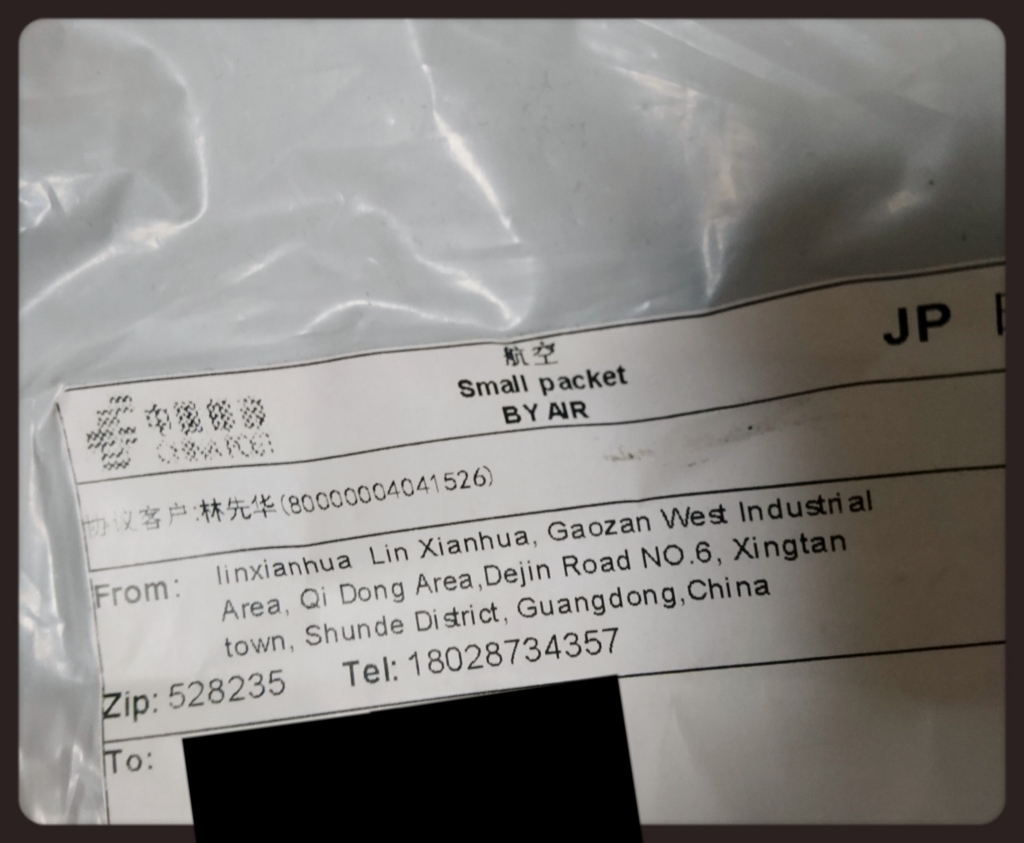 航空
Small packet
BY AIR
JP
中国邮政
CHINA POST
协议客户:林先华(80000004041526)
From: linxianhua Lin Xianhua, Gaozan West Industrial
Area, Qi Dong Area,Dejin Road NO.6, Xingtan
town, Shunde District, Guangdong,China
Zip: 528235 Tel: 18028734357
To: